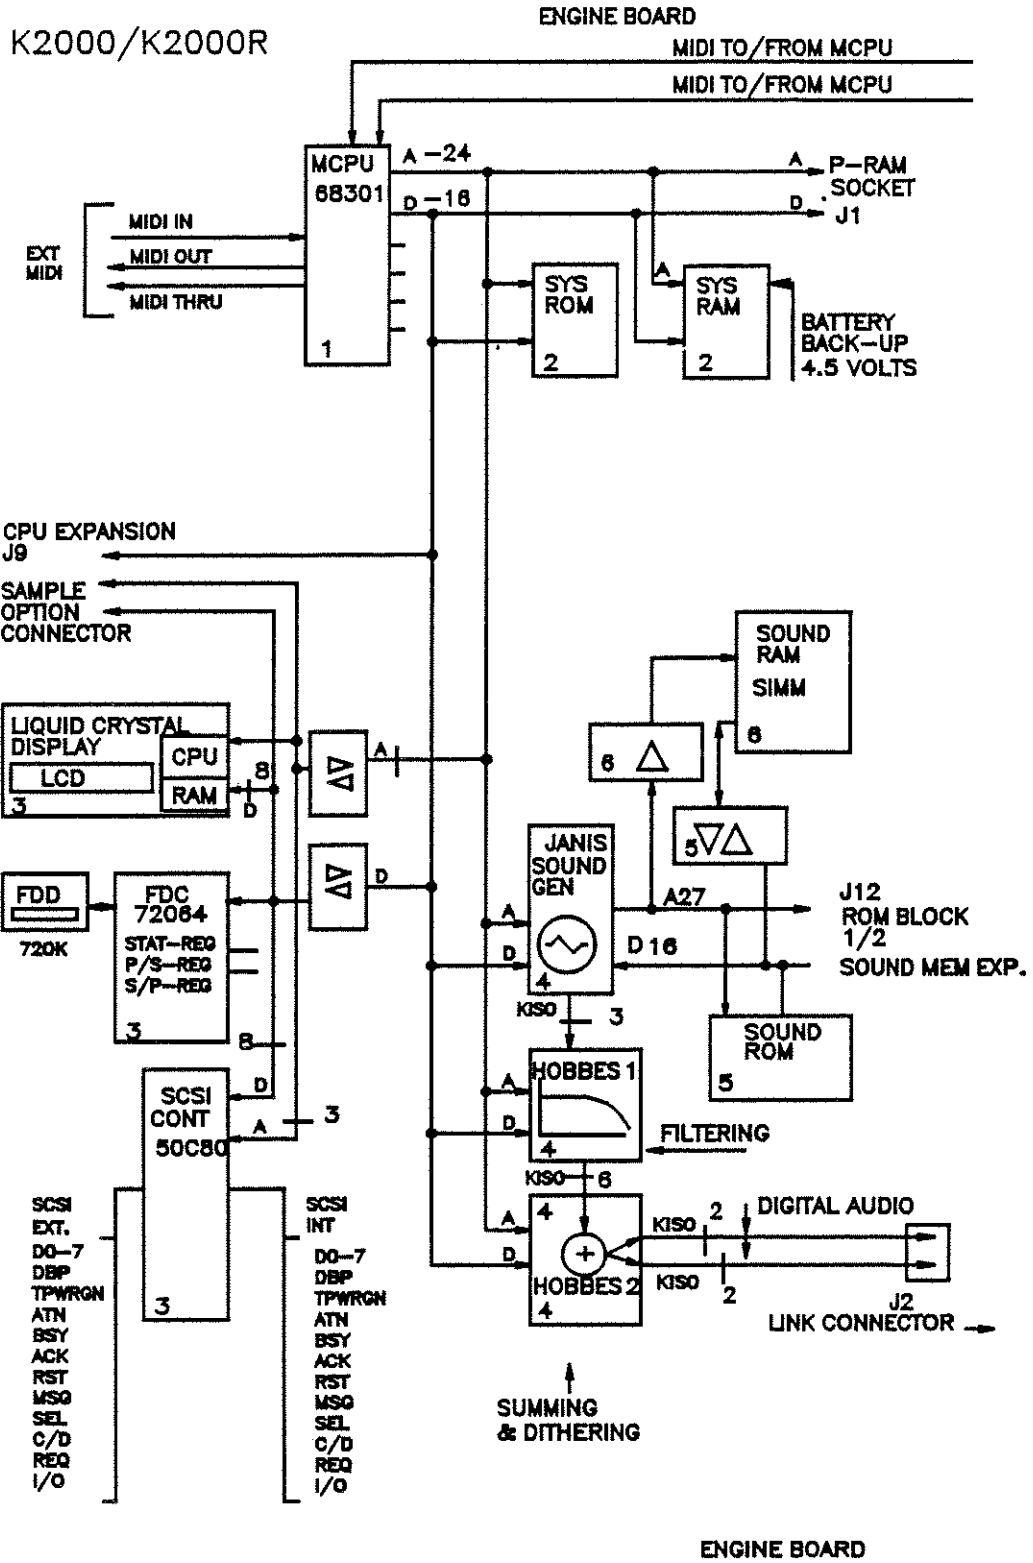 ENGINE BOARD
K2000/K2000R
MIDI TO/FROM MCPU
MIDI TO/FROM MCPU
MCPU
68301
1
A -24
D -16
A
P-RAM
SOCKET
D
J1
EXT
MIDI
MIDI IN
MIDI OUT
MIDI THRU
SYS
ROM
2
A
SYS
RAM
2
BATTERY
BACK-UP
4.5 VOLTS
CPU EXPANSION
J9
SAMPLE
OPTION
CONNECTOR
SOUND
RAM
SIMM
6
6
5
LIQUID CRYSTAL
DISPLAY
LCD
3
CPU
RAM
8
D
A
D
FDD
720K
FDC
72064
STAT-REG
P/S-REG
S/P-REG
3
8
JANIS
SOUND
GEN
A
D
4
A27
D 16
J12
ROM BLOCK
1/2
SOUND MEM EXP.
SOUND
ROM
5
KISO
3
HOBBES 1
A
D
4
FILTERING
KISO
6
SCSI
CONT
50C80
3
D
A
3
4
A
D
HOBBES 2
4
KISO
2
KISO
2
DIGITAL AUDIO
J2
LINK CONNECTOR
SUMMING
& DITHERING
SCSI
EXT.
D0-7
DBP
TPWRGN
ATN
BSY
ACK
RST
MSG
SEL
C/D
REQ
I/O
SCSI
INT
D0-7
DBP
TPWRGN
ATN
BSY
ACK
RST
MSG
SEL
C/D
REQ
I/O
ENGINE BOARD